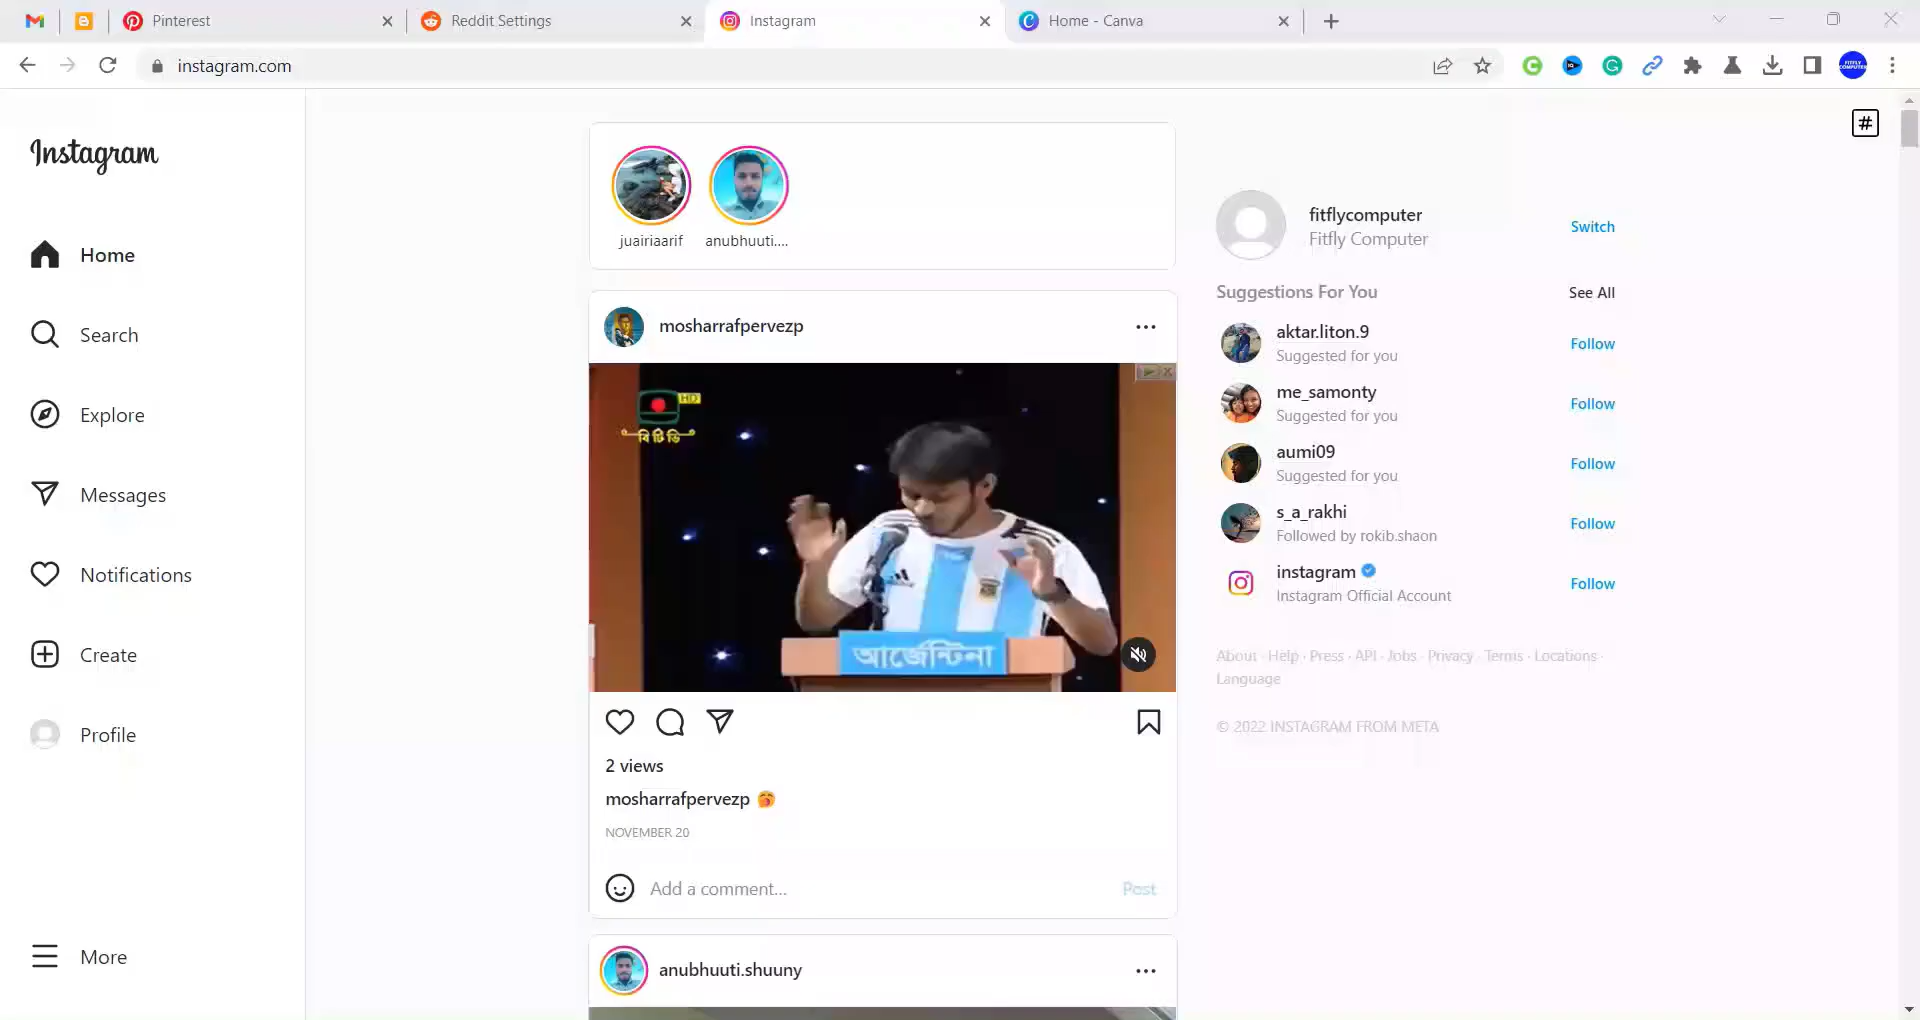 Pinterest
Reddit Settings
Instagram
Home - Canva
instagram.com
FITFLY
COMPUTER
Instagram
#
juairiaarif
anubhuuti....
fitflycomputer
Fitfly Computer
Switch
Home
Suggestions For You
See All
mosharrafpervezp
aktar.liton.9
Suggested for you
Follow
Search
HD
বিটিভি
me_samonty
Suggested for you
Follow
Explore
aumi09
Suggested for you
Follow
Messages
s_a_rakhi
Followed by rokib.shaon
Follow
Notifications
instagram
Instagram Official Account
Follow
Create
আর্জেন্টিনা
About · Help · Press · API · Jobs · Privacy · Terms · Locations ·
Language
Profile
© 2022 INSTAGRAM FROM META
2 views
mosharrafpervezp 🥱
NOVEMBER 20
Add a comment...
Post
More
anubhuuti.shuuny